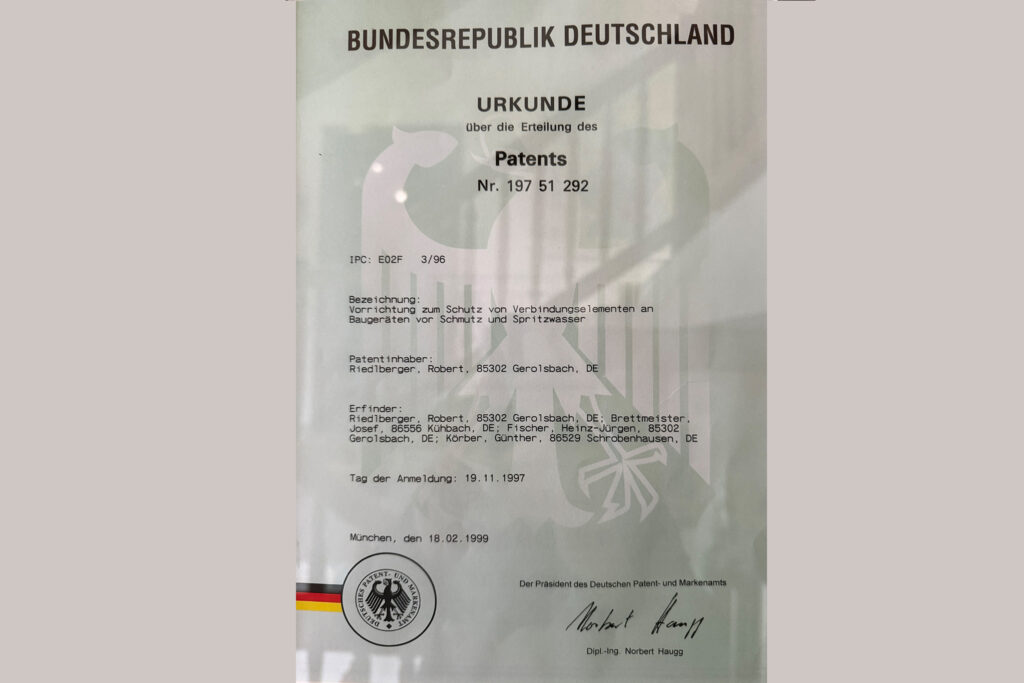 BUNDESREPUBLIK DEUTSCHLAND
URKUNDE
über die Erteilung des
Patents
Nr. 197 51 292
IPC: E02F 3/96
Bezeichnung:
Vorrichtung zum Schutz von Verbindungselementen an
Baugeräten vor Schmutz und Spritzwasser
Patentinhaber:
Riedlberger, Robert, 85302 Gerolsbach, DE
Erfinder:
Riedlberger, Robert, 85302 Gerolsbach, DE; Brettmeister,
Josef, 86556 Kühbach, DE; Fischer, Heinz-Jürgen, 85302
Gerolsbach, DE; Körber, Günther, 86529 Schrobenhausen, DE
Tag der Anmeldung: 19.11.1997
München, den 18.02.1999
DEUTSCHES PATENT- UND MARKENAMT
Der Präsident des Deutschen Patent- und Markenamts
Norbert Haugg
Dipl.-Ing. Norbert Haugg